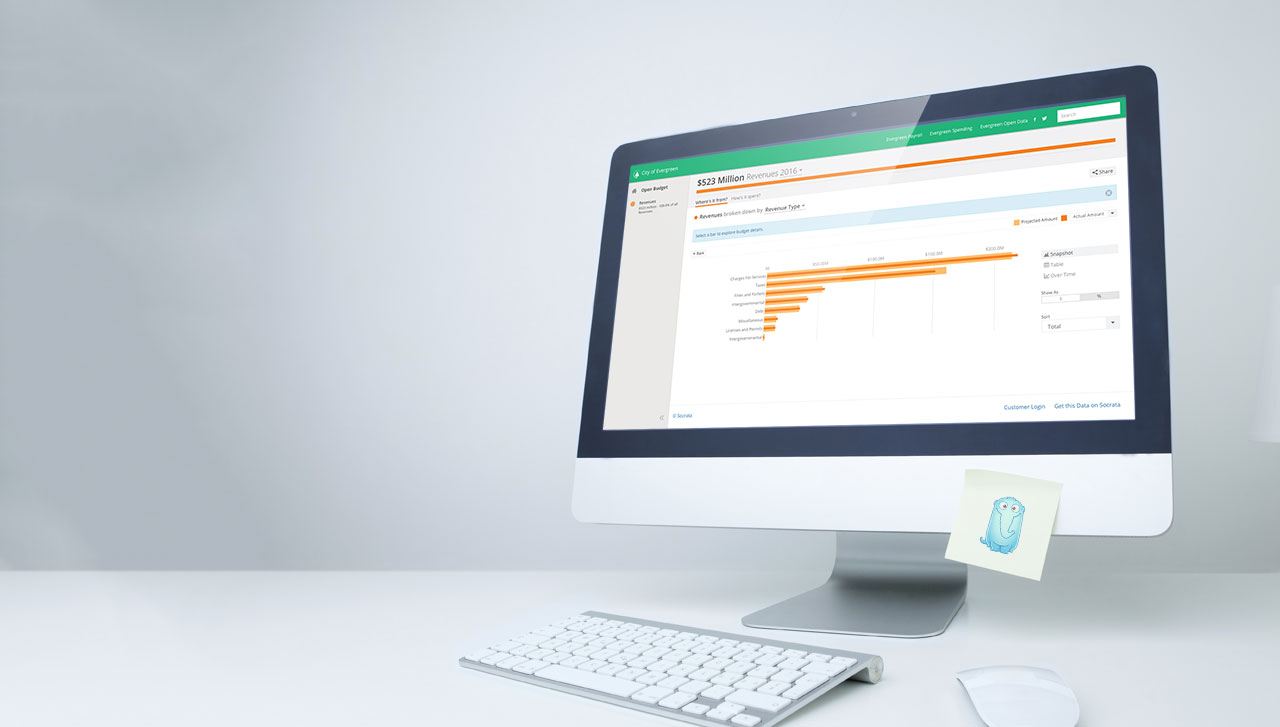 City of Evergreen
Evergreen Payroll Evergreen Spending Evergreen Open Data Search
Open Budget
Revenues
$523 Million Revenues 2016
Share
Where's it from? How's it spent?
Revenues broken down by Revenue Type
Select a bar to explore budget details.
Projected Amount Actual Amount
Back
$0 $50.00M $100.0M $150.0M $200.0M
Charges For Services
Taxes
Fines and Forfeits
Intergovernmental
Debt
Miscellaneous
Licenses and Permits
Intergovernmental
Snapshot
Table
Over Time
Show As
$ %
Sort
Total
© Socrata
Customer Login Get this Data on Socrata